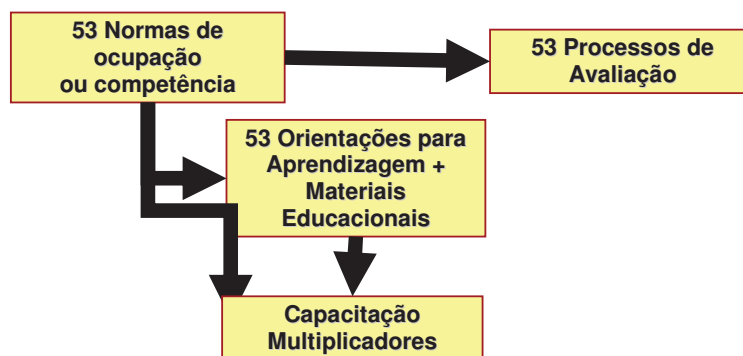 53 Normas de
ocupação
ou competência
53 Processos de
Avaliação
53 Orientações para
Aprendizagem +
Materiais
Educacionais
Capacitação
Multiplicadores